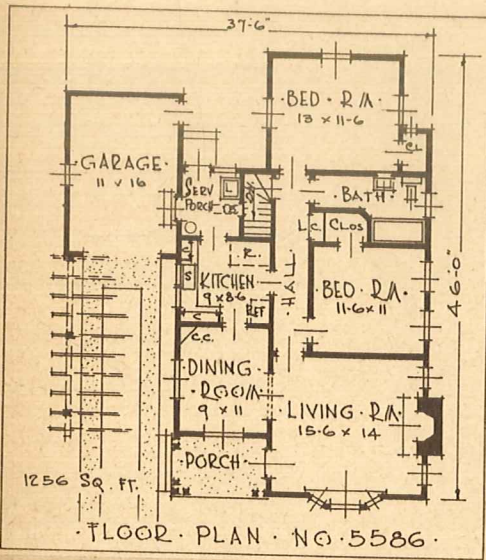 37'-6"
BED·RM·
13 x 11-6
CL
·GARAGE·
11 x 16
SERV
PORCH
BATH·
L.C.
CLOS
C
R.
S
·KITCHEN
9 x 8-6
REF
C
C.C.
·HALL·
·BED·RM·
11-6 x 11
46'-0"
·DINING·
·ROOM·
9 x 11
·LIVING·RM·
15-6 x 14
·PORCH·
1256 SQ. FT.
·FLOOR·PLAN·NO·5586·